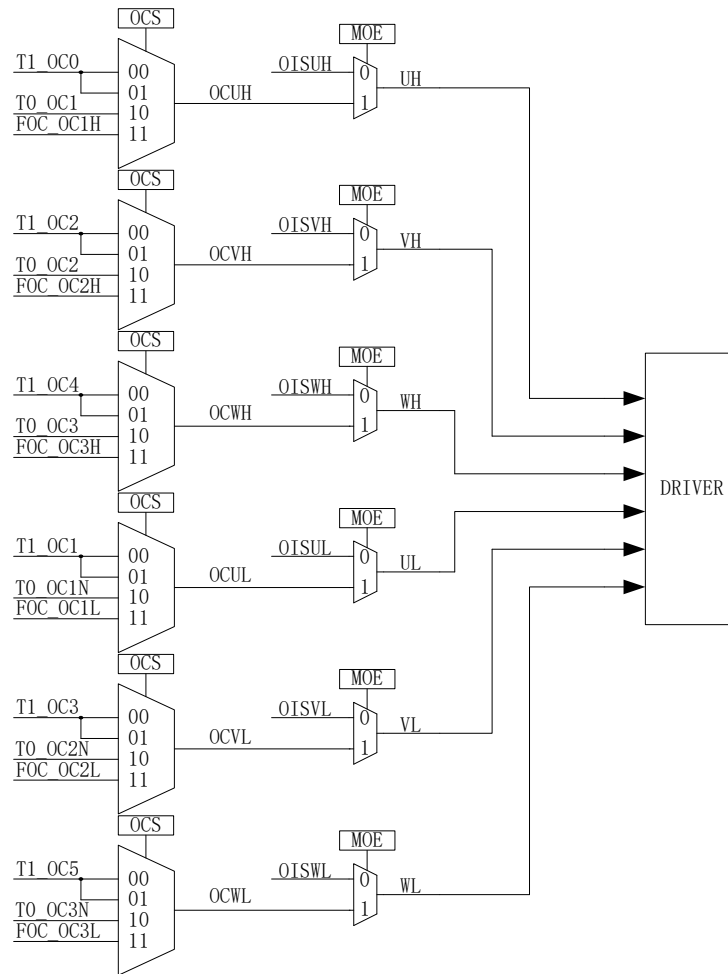 OCS
MOE
T1_OC0
00
OISUH
0
UH
01
OCUH
1
T0_OC1
10
FOC_OC1H
11
OCS
MOE
T1_OC2
00
OISVH
0
VH
01
OCVH
1
T0_OC2
10
FOC_OC2H
11
OCS
MOE
T1_OC4
00
OISWH
0
WH
01
OCWH
1
T0_OC3
10
FOC_OC3H
11
DRIVER
OCS
MOE
T1_OC1
00
OISUL
0
UL
01
OCUL
1
T0_OC1N
10
FOC_OC1L
11
OCS
MOE
T1_OC3
00
OISVL
0
VL
01
OCVL
1
T0_OC2N
10
FOC_OC2L
11
OCS
MOE
T1_OC5
00
OISWL
0
WL
01
OCWL
1
T0_OC3N
10
FOC_OC3L
11